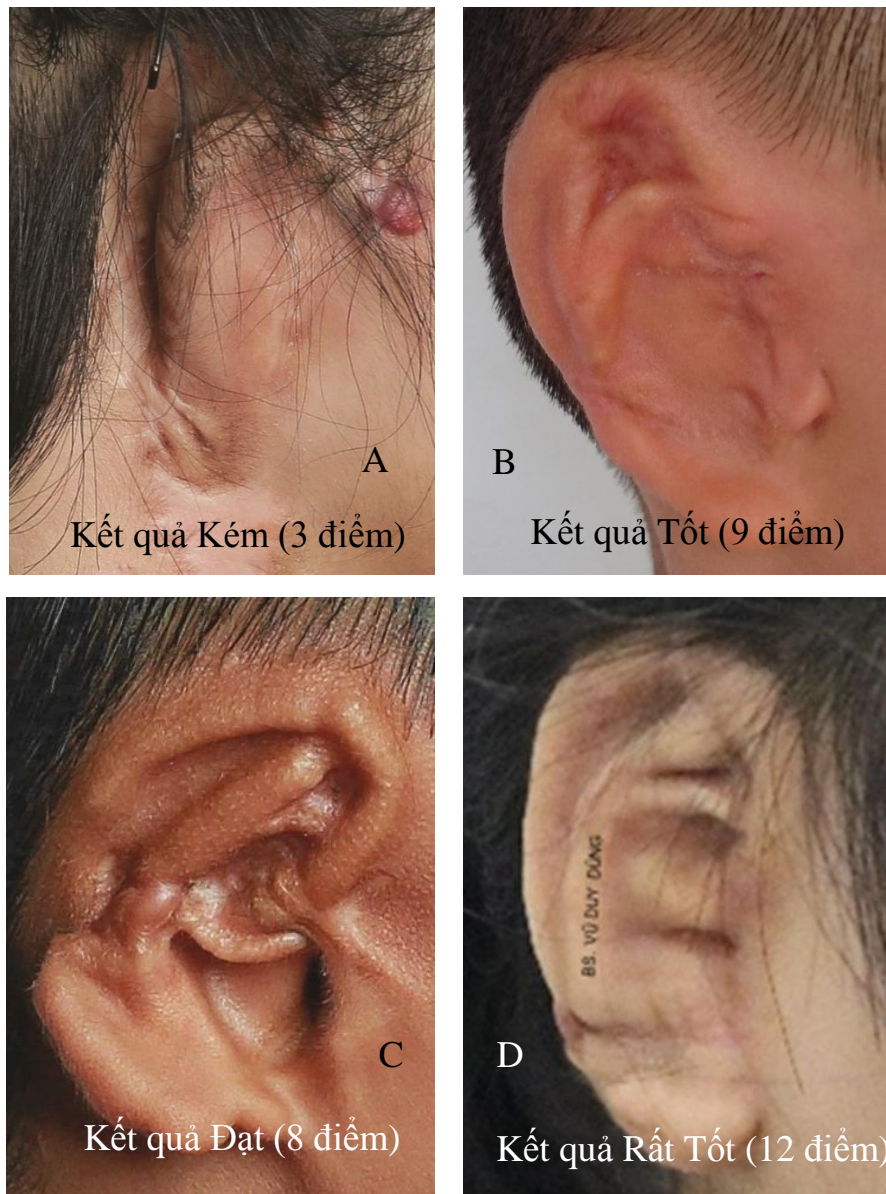 A
Kết quả Kém (3 điểm)
B
Kết quả Tốt (9 điểm)
C
Kết quả Đạt (8 điểm)
BS. VŨ DUY DŨNG
D
Kết quả Rất Tốt (12 điểm)